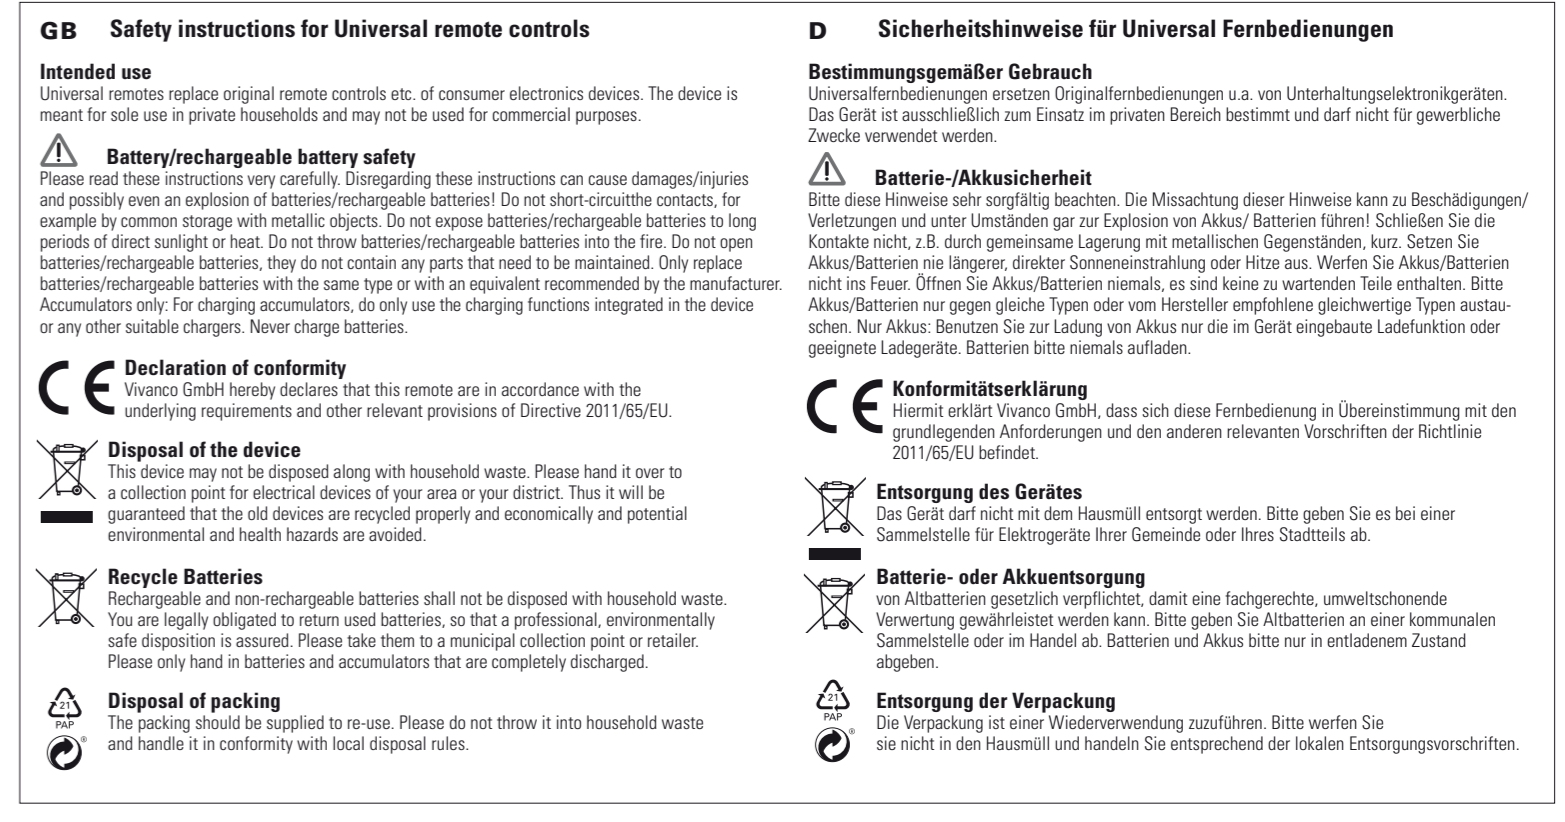 GB Safety instructions for Universal remote controls
Intended use
Universal remotes replace original remote controls etc. of consumer electronics devices. The device is
meant for sole use in private households and may not be used for commercial purposes.
Battery/rechargeable battery safety
Please read these instructions very carefully. Disregarding these instructions can cause damages/injuries
and possibly even an explosion of batteries/rechargeable batteries! Do not short-circuitthe contacts, for
example by common storage with metallic objects. Do not expose batteries/rechargeable batteries to long
periods of direct sunlight or heat. Do not throw batteries/rechargeable batteries into the fire. Do not open
batteries/rechargeable batteries, they do not contain any parts that need to be maintained. Only replace
batteries/rechargeable batteries with the same type or with an equivalent recommended by the manufacturer.
Accumulators only: For charging accumulators, do only use the charging functions integrated in the device
or any other suitable chargers. Never charge batteries.
CE
Declaration of conformity
Vivanco GmbH hereby declares that this remote are in accordance with the
underlying requirements and other relevant provisions of Directive 2011/65/EU.
Disposal of the device
This device may not be disposed along with household waste. Please hand it over to
a collection point for electrical devices of your area or your district. Thus it will be
guaranteed that the old devices are recycled properly and economically and potential
environmental and health hazards are avoided.
Recycle Batteries
Rechargeable and non-rechargeable batteries shall not be disposed with household waste.
You are legally obligated to return used batteries, so that a professional, environmentally
safe disposition is assured. Please take them to a municipal collection point or retailer.
Please only hand in batteries and accumulators that are completely discharged.
21
PAP
®
Disposal of packing
The packing should be supplied to re-use. Please do not throw it into household waste
and handle it in conformity with local disposal rules.
D Sicherheitshinweise für Universal Fernbedienungen
Bestimmungsgemäßer Gebrauch
Universalfernbedienungen ersetzen Originalfernbedienungen u.a. von Unterhaltungselektronikgeräten.
Das Gerät ist ausschließlich zum Einsatz im privaten Bereich bestimmt und darf nicht für gewerbliche
Zwecke verwendet werden.
Batterie-/Akkusicherheit
Bitte diese Hinweise sehr sorgfältig beachten. Die Missachtung dieser Hinweise kann zu Beschädigungen/
Verletzungen und unter Umständen gar zur Explosion von Akkus/ Batterien führen! Schließen Sie die
Kontakte nicht, z.B. durch gemeinsame Lagerung mit metallischen Gegenständen, kurz. Setzen Sie
Akkus/Batterien nie längerer, direkter Sonneneinstrahlung oder Hitze aus. Werfen Sie Akkus/Batterien
nicht ins Feuer. Öffnen Sie Akkus/Batterien niemals, es sind keine zu wartenden Teile enthalten. Bitte
Akkus/Batterien nur gegen gleiche Typen oder vom Hersteller empfohlene gleichwertige Typen austau-
schen. Nur Akkus: Benutzen Sie zur Ladung von Akkus nur die im Gerät eingebaute Ladefunktion oder
geeignete Ladegeräte. Batterien bitte niemals aufladen.
CE
Konformitätserklärung
Hiermit erklärt Vivanco GmbH, dass sich diese Fernbedienung in Übereinstimmung mit den
grundlegenden Anforderungen und den anderen relevanten Vorschriften der Richtlinie
2011/65/EU befindet.
Entsorgung des Gerätes
Das Gerät darf nicht mit dem Hausmüll entsorgt werden. Bitte geben Sie es bei einer
Sammelstelle für Elektrogeräte Ihrer Gemeinde oder Ihres Stadtteils ab.
Batterie- oder Akkuentsorgung
von Altbatterien gesetzlich verpflichtet, damit eine fachgerechte, umweltschonende
Verwertung gewährleistet werden kann. Bitte geben Sie Altbatterien an einer kommunalen
Sammelstelle oder im Handel ab. Batterien und Akkus bitte nur in entladenem Zustand
abgeben.
21
PAP
®
Entsorgung der Verpackung
Die Verpackung ist einer Wiederverwendung zuzuführen. Bitte werfen Sie
sie nicht in den Hausmüll und handeln Sie entsprechend der lokalen Entsorgungsvorschriften.